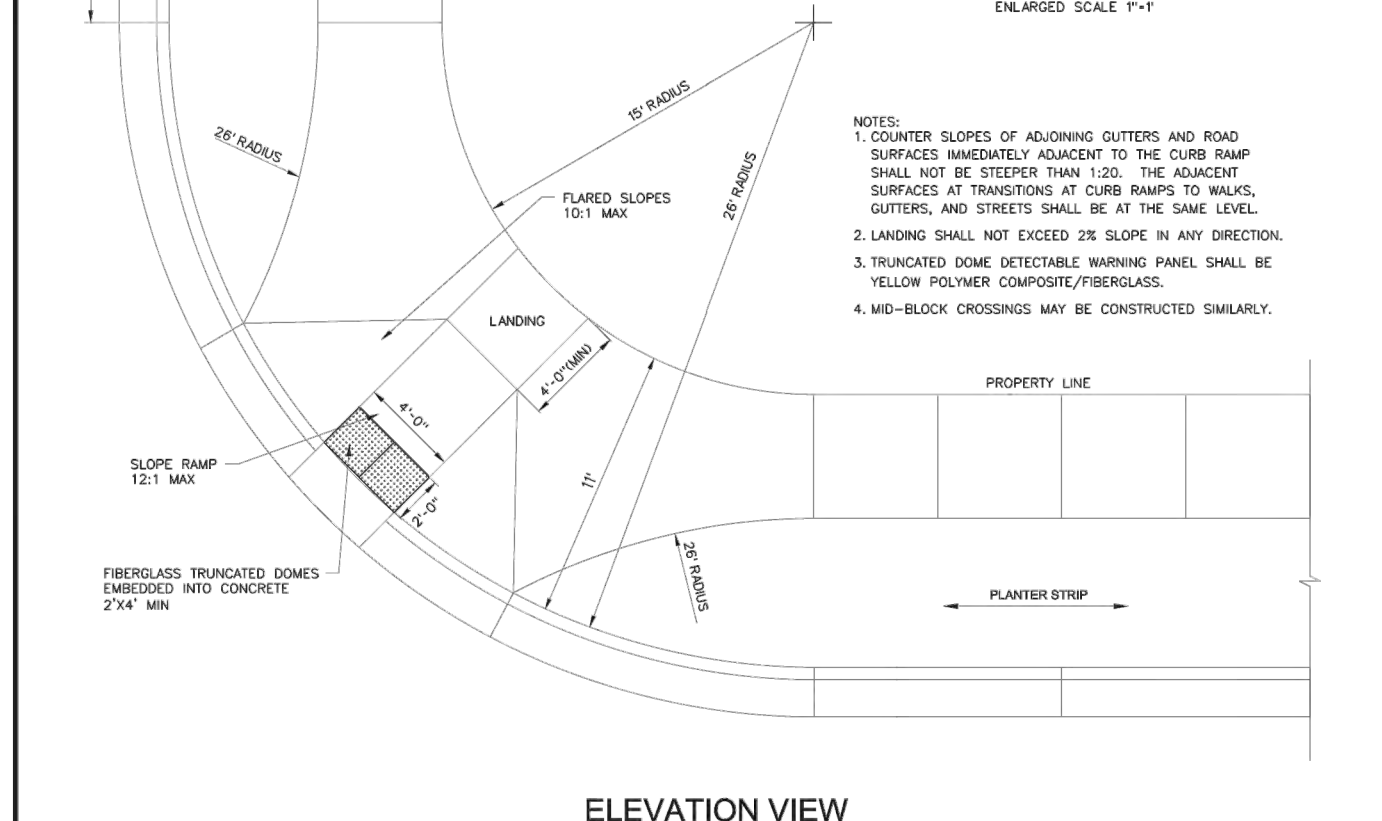 ENLARGED SCALE 1"=1'
15' RADIUS
26' RADIUS
26' RADIUS
NOTES:
1. COUNTER SLOPES OF ADJOINING GUTTERS AND ROAD
SURFACES IMMEDIATELY ADJACENT TO THE CURB RAMP
SHALL NOT BE STEEPER THAN 1:20. THE ADJACENT
SURFACES AT TRANSITIONS AT CURB RAMPS TO WALKS,
GUTTERS, AND STREETS SHALL BE AT THE SAME LEVEL.
2. LANDING SHALL NOT EXCEED 2% SLOPE IN ANY DIRECTION.
3. TRUNCATED DOME DETECTABLE WARNING PANEL SHALL BE
YELLOW POLYMER COMPOSITE/FIBERGLASS.
4. MID-BLOCK CROSSINGS MAY BE CONSTRUCTED SIMILARLY.
FLARED SLOPES
10:1 MAX
LANDING
4'-0"(MIN)
PROPERTY LINE
4'-0"
SLOPE RAMP
12:1 MAX
11'
2'-0"
FIBERGLASS TRUNCATED DOMES
EMBEDDED INTO CONCRETE
2'X4' MIN
26' RADIUS
PLANTER STRIP
ELEVATION VIEW